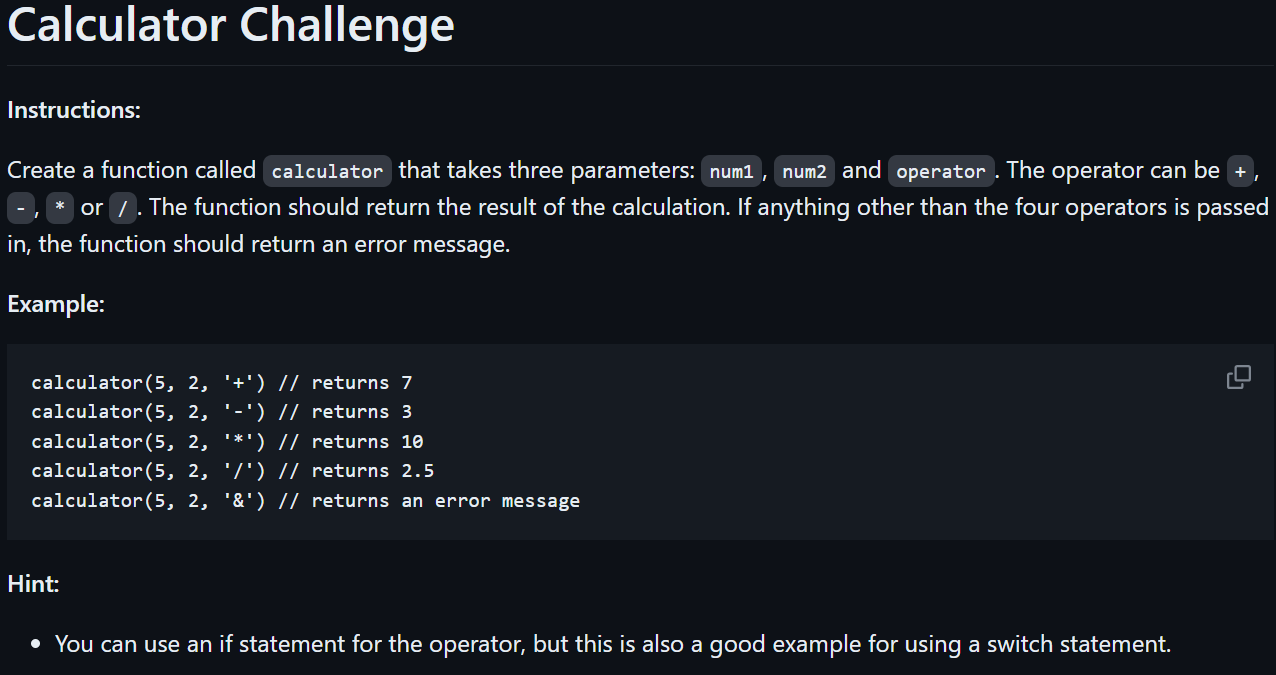 Calculator Challenge
Instructions:
Create a function called calculator that takes three parameters: num1, num2 and operator. The operator can be +,
-, * or /. The function should return the result of the calculation. If anything other than the four operators is passed
in, the function should return an error message.
Example:
calculator(5, 2, '+') // returns 7
calculator(5, 2, '-') // returns 3
calculator(5, 2, '*') // returns 10
calculator(5, 2, '/') // returns 2.5
calculator(5, 2, '&') // returns an error message
Hint:
• You can use an if statement for the operator, but this is also a good example for using a switch statement.